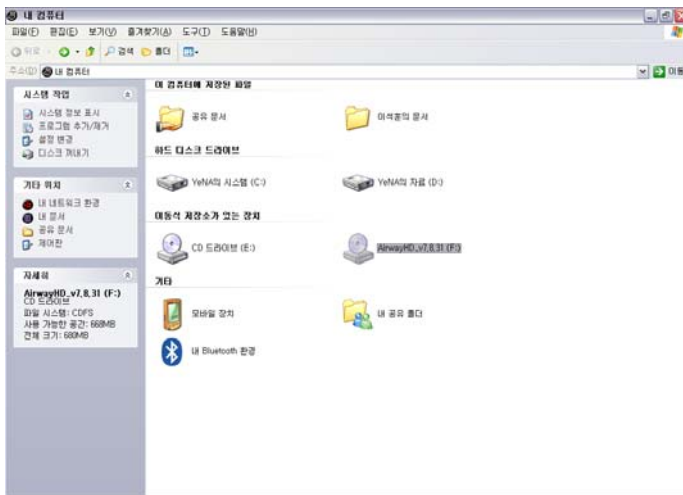 내 컴퓨터
파일(F) 편집(E) 보기(V) 즐겨찾기(A) 도구(T) 도움말(H)
뒤로 검색 폴더
주소(D) 내 컴퓨터 이동
시스템 작업
시스템 정보 표시
프로그램 추가/제거
설정 변경
디스크 꺼내기
기타 위치
내 네트워크 환경
내 문서
공유 문서
제어판
자세히
AirwayHD_v7,8,31 (F:)
CD 드라이브
파일 시스템: CDFS
사용 가능한 공간: 668MB
전체 크기: 680MB
이 컴퓨터에 저장된 파일
공유 문서 이석훈의 문서
하드 디스크 드라이브
YeNA의 시스템 (C:) YeNA의 자료 (D:)
이동식 저장소가 있는 장치
CD 드라이브 (E:) AirwayHD_v7,8,31 (F:)
기타
모바일 장치 내 공유 폴더
내 Bluetooth 환경